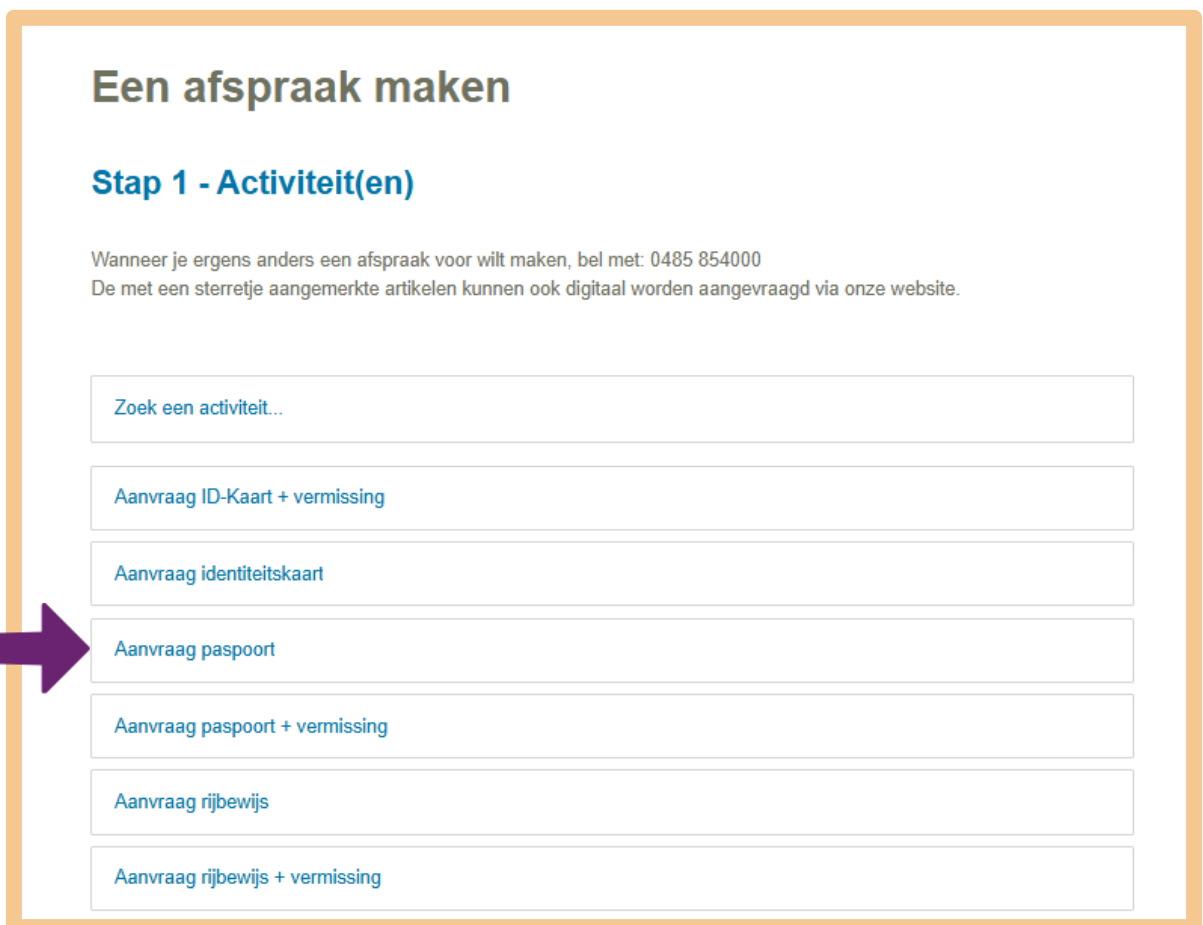 Een afspraak maken
Stap 1 - Activiteit(en)
Wanneer je ergens anders een afspraak voor wilt maken, bel met: 0485 854000
De met een sterretje aangemerkte artikelen kunnen ook digitaal worden aangevraagd via onze website.
Zoek een activiteit...
Aanvraag ID-Kaart + vermissing
Aanvraag identiteitskaart
Aanvraag paspoort
Aanvraag paspoort + vermissing
Aanvraag rijbewijs
Aanvraag rijbewijs + vermissing